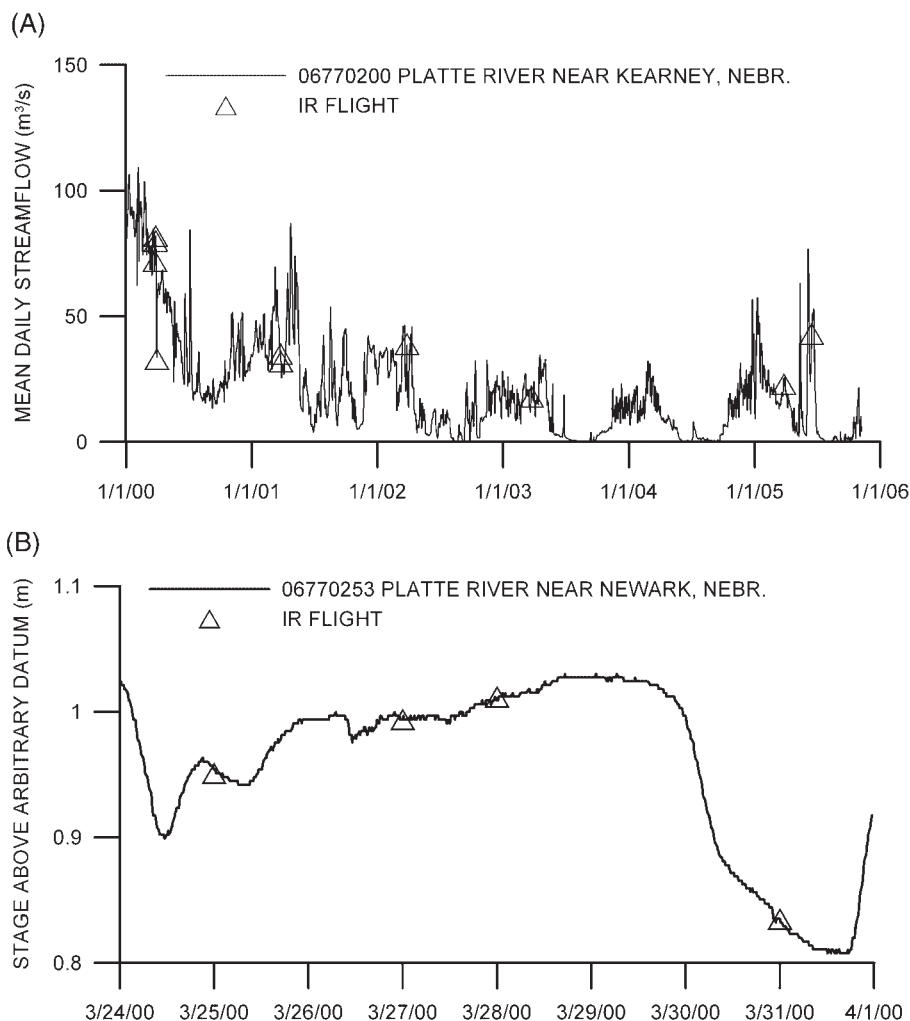 (A)
150
100
50
0
MEAN DAILY STREAMFLOW (m³/s)
06770200 PLATTE RIVER NEAR KEARNEY, NEBR.
IR FLIGHT
1/1/00 1/1/01 1/1/02 1/1/03 1/1/04 1/1/05 1/1/06
(B)
1.1
1
0.9
0.8
STAGE ABOVE ARBITRARY DATUM (m)
06770253 PLATTE RIVER NEAR NEWARK, NEBR.
IR FLIGHT
3/24/00 3/25/00 3/26/00 3/27/00 3/28/00 3/29/00 3/30/00 3/31/00 4/1/00